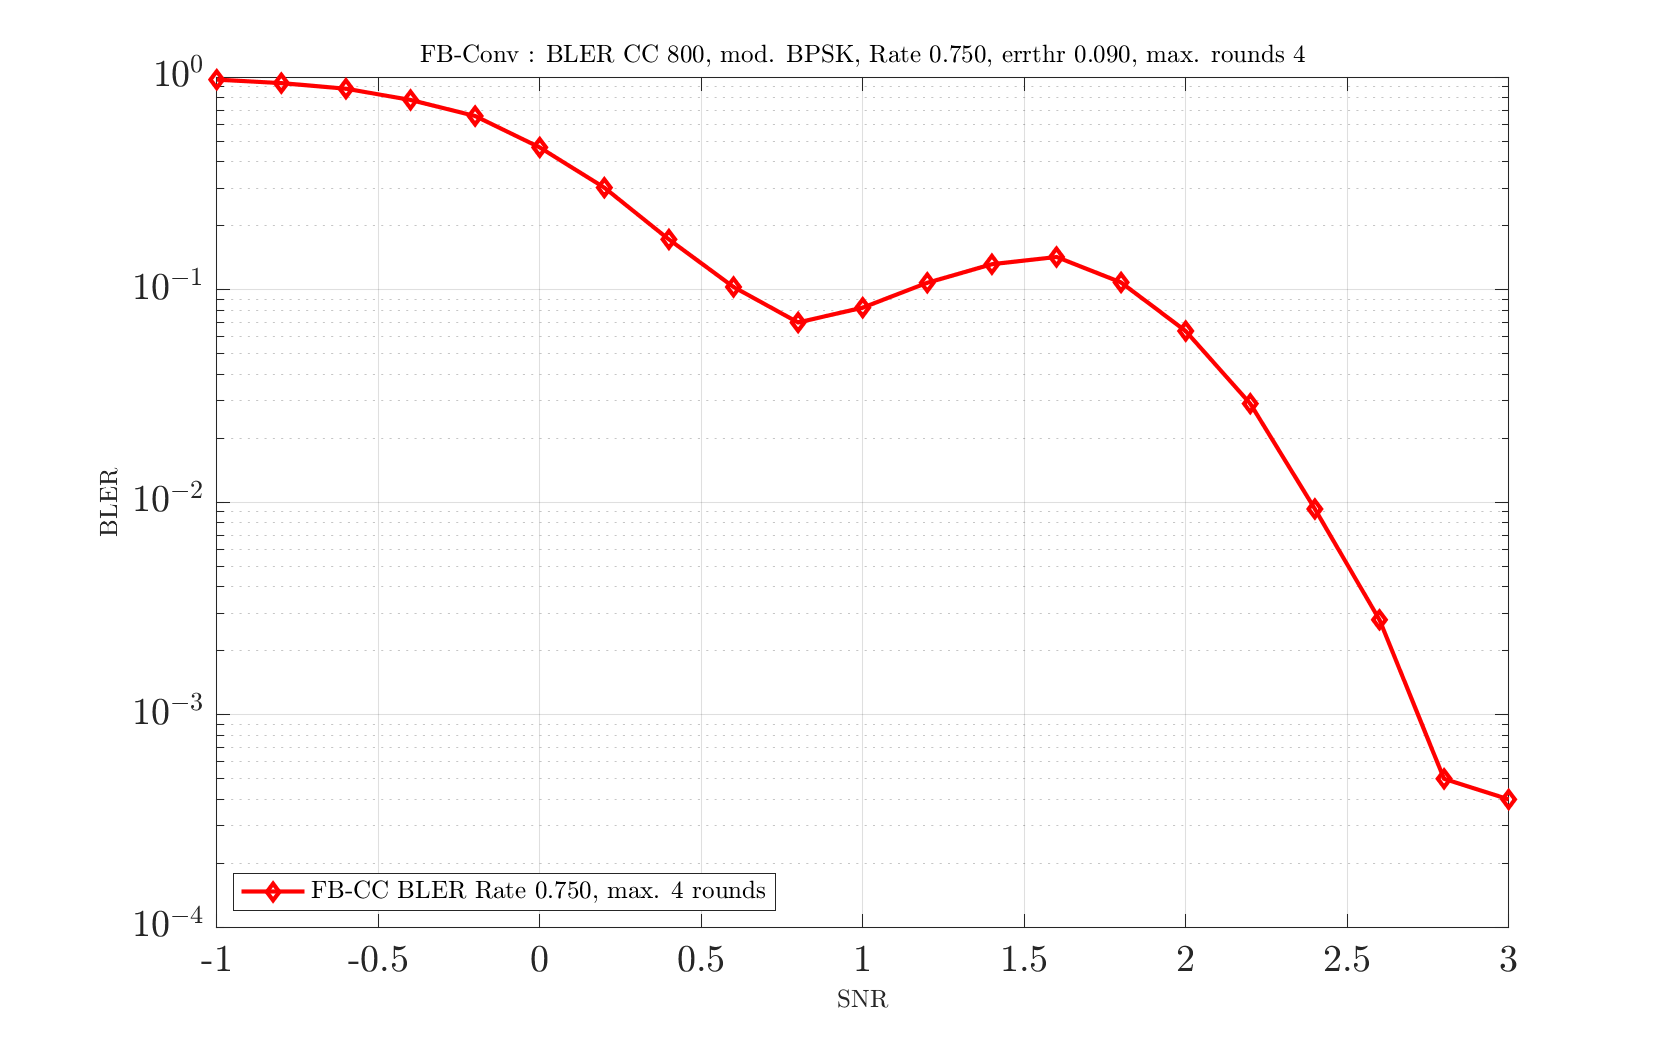 FB-Conv : BLER CC 800, mod. BPSK, Rate 0.750, errthr 0.090, max. rounds 4
10^0
10^−1
10^−2
10^−3
10^−4
BLER
FB-CC BLER Rate 0.750, max. 4 rounds
-1 -0.5 0 0.5 1 1.5 2 2.5 3
SNR